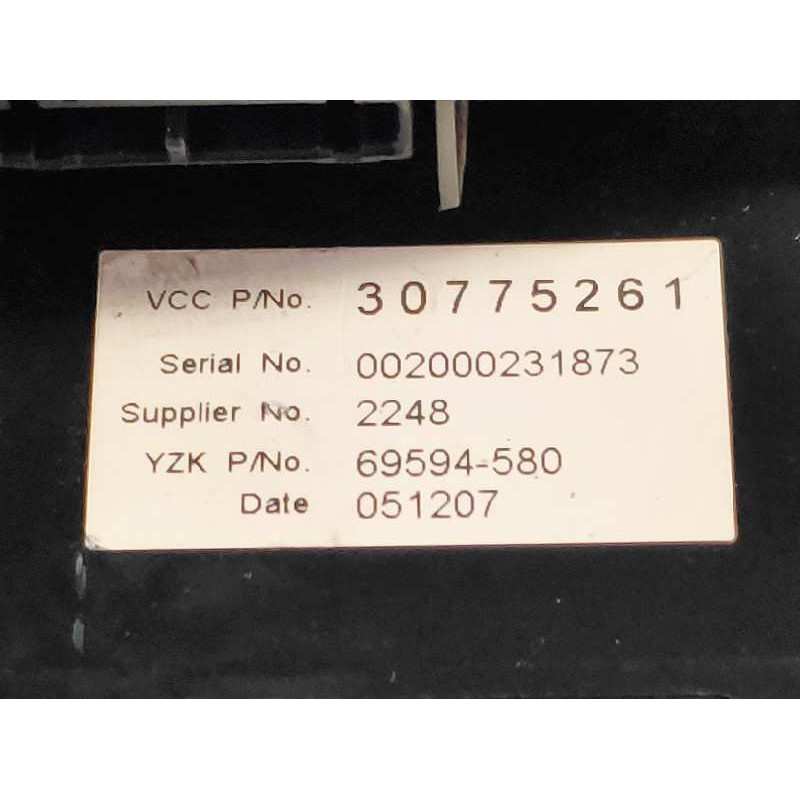 VCC P/No. 30775261
Serial No. 002000231873
Supplier No. 2248
YZK P/No. 69594-580
Date 051207